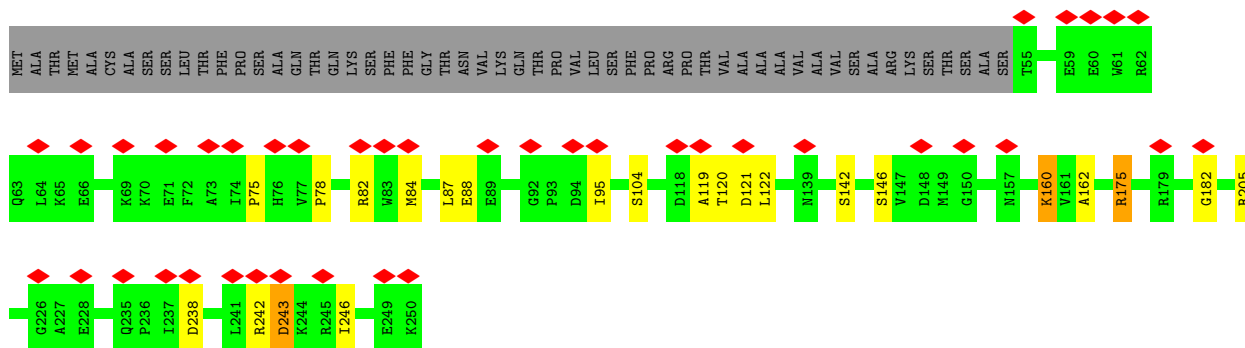 MET ALA THR MET ALA CYS ALA SER SER LEU THR PHE PRO SER ALA GLN THR GLN LYS SER PHE PHE GLY THR ASN VAL LYS GLN THR PRO VAL LEU SER PHE PRO ARG PRO THR VAL ALA ALA ALA VAL ALA VAL SER ALA ARG LYS SER THR SER ALA SER T55 E59 E60 W61 R62
Q63 L64 K65 E66 K69 K70 E71 F72 A73 I74 P75 H76 V77 P78 R82 W83 M84 L87 E88 E89 G92 P93 D94 I95 S104 D118 A119 T120 D121 L122 N139 S142 S146 V147 D148 M149 G150 N157 K160 V161 A162 R175 R179 G182
G226 A227 E228 Q235 P236 I237 D238 L241 R242 D243 K244 R245 I246 E249 K250